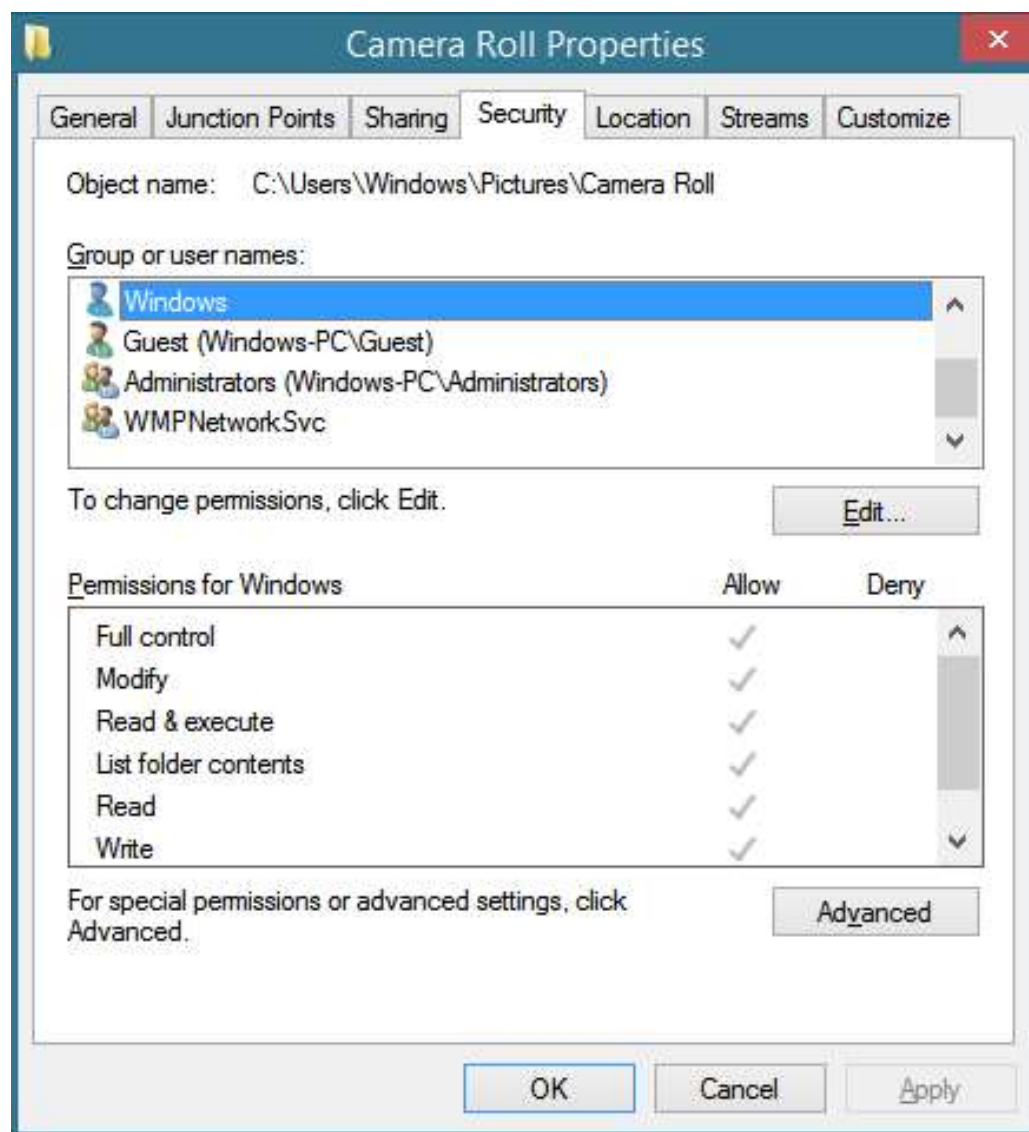 Camera Roll Properties
General Junction Points Sharing Security Location Streams Customize
Object name: C:\Users\Windows\Pictures\Camera Roll
Group or user names:
Windows
Guest (Windows-PC\Guest)
Administrators (Windows-PC\Administrators)
WMPNetworkSvc
To change permissions, click Edit. Edit...
Permissions for Windows Allow Deny
Full control
Modify
Read & execute
List folder contents
Read
Write
For special permissions or advanced settings, click
Advanced. Advanced
OK Cancel Apply